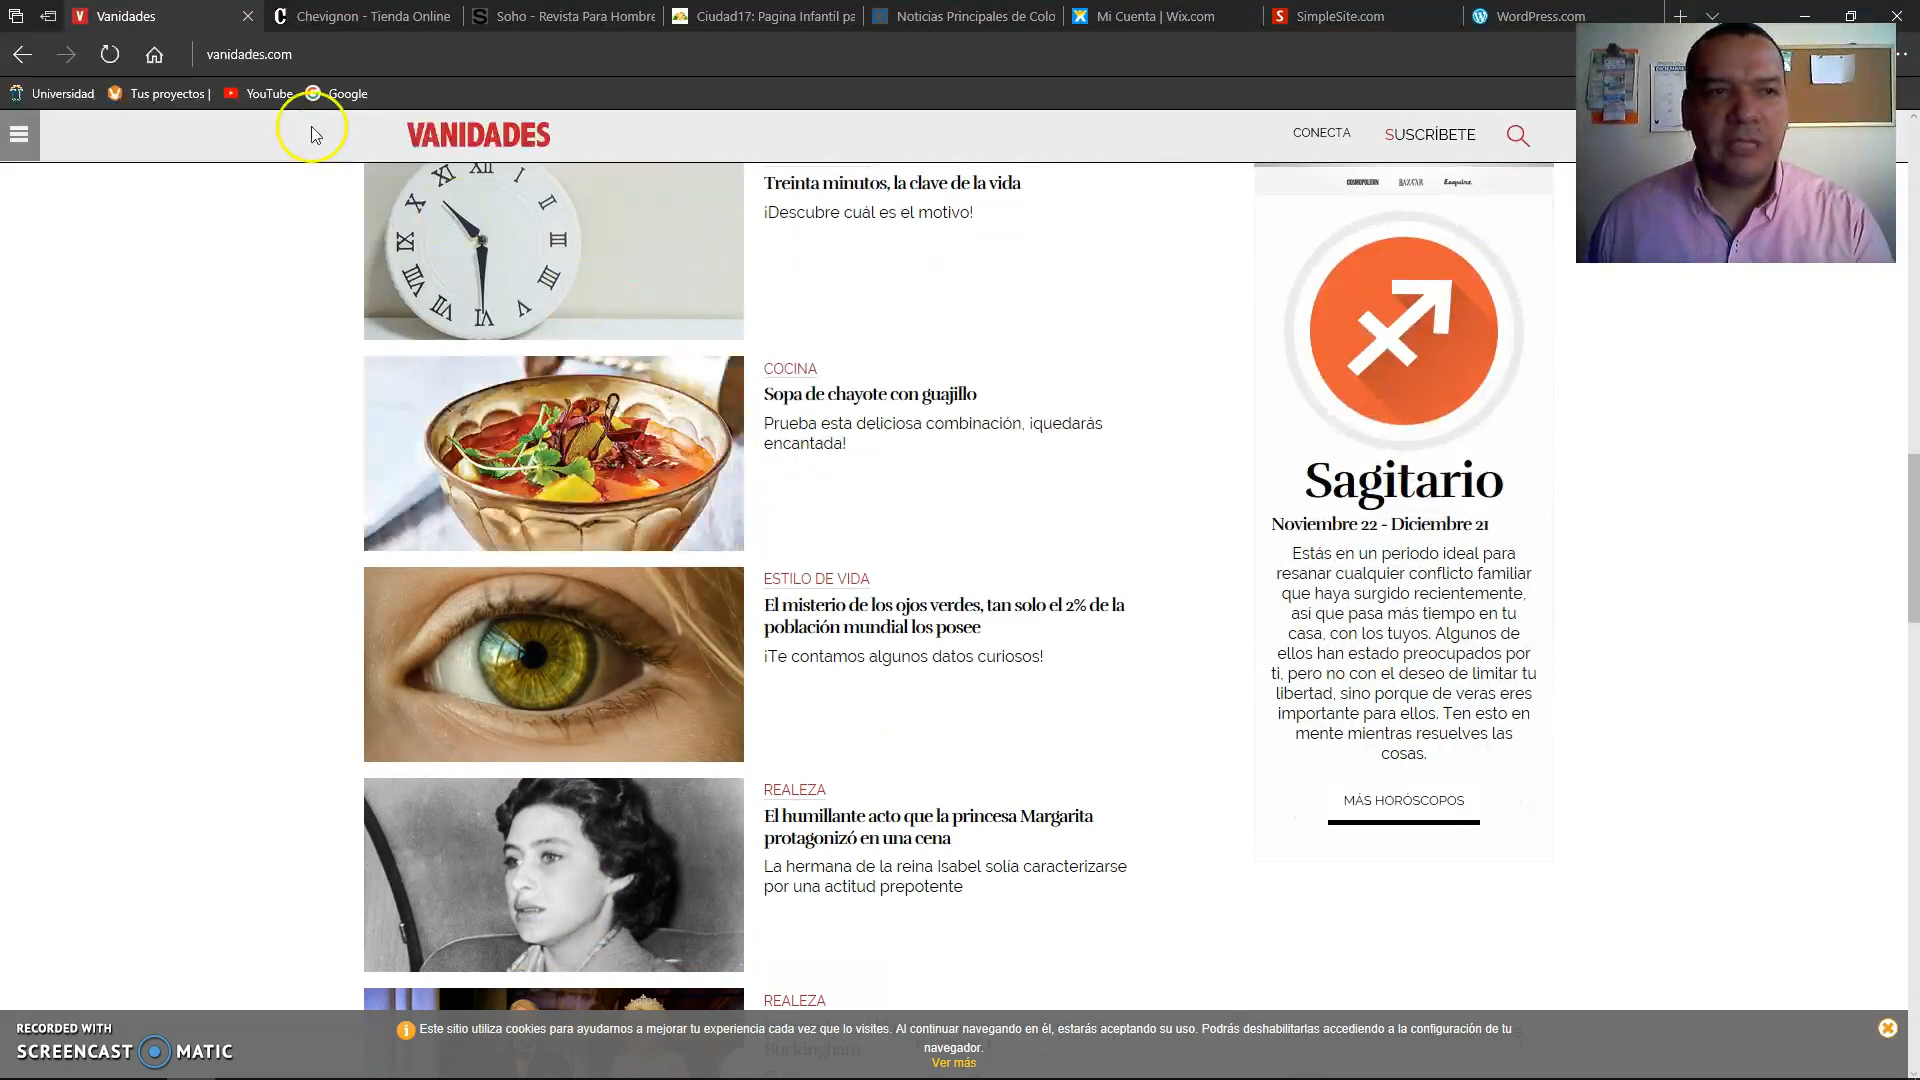 Vanidades
Chevignon - Tienda Online
Soho - Revista Para Hombre
Ciudad17: Pagina Infantil pa
Noticias Principales de Colo
Mi Cuenta | Wix.com
SimpleSite.com
WordPress.com
vanidades.com
Universidad
Tus proyectos |
YouTube
Google
VANIDADES
CONECTA
SUSCRÍBETE
Treinta minutos, la clave de la vida
¡Descubre cuál es el motivo!
COCINA
Sopa de chayote con guajillo
Prueba esta deliciosa combinación, ¡quedarás
encantada!
ESTILO DE VIDA
El misterio de los ojos verdes, tan solo el 2% de la
población mundial los posee
¡Te contamos algunos datos curiosos!
REALEZA
El humillante acto que la princesa Margarita
protagonizó en una cena
La hermana de la reina Isabel solía caracterizarse
por una actitud prepotente
REALEZA
Buckingham
COSMOPOLITAN
BAZAAR
Esquire
Sagitario
Noviembre 22 - Diciembre 21
Estás en un periodo ideal para
resanar cualquier conflicto familiar
que haya surgido recientemente,
así que pasa más tiempo en tu
casa, con los tuyos. Algunos de
ellos han estado preocupados por
ti, pero no con el deseo de limitar tu
libertad, sino porque de veras eres
importante para ellos. Ten esto en
mente mientras resuelves las
cosas.
MÁS HORÓSCOPOS
XII
I
II
III
IIII
V
VI
VII
VIII
IX
X
XI
RECORDED WITH
SCREENCAST MATIC
Este sitio utiliza cookies para ayudarnos a mejorar tu experiencia cada vez que lo visites. Al continuar navegando en él, estarás aceptando su uso. Podrás deshabilitarlas accediendo a la configuración de tu
navegador.
Ver más